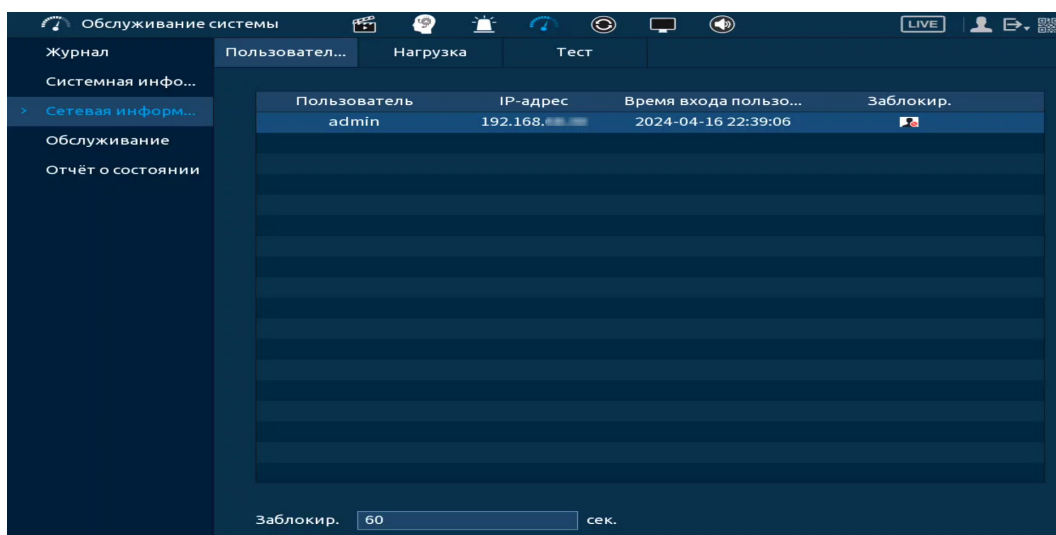 Обслуживание системы LIVE
Журнал
Пользовател... Нагрузка Тест
Системная инфо...
Пользователь IP-адрес Время входа пользо... Заблокир.
Сетевая информ...
admin 192.168. 2024-04-16 22:39:06
Обслуживание
Отчёт о состоянии
Заблокир. 60 сек.